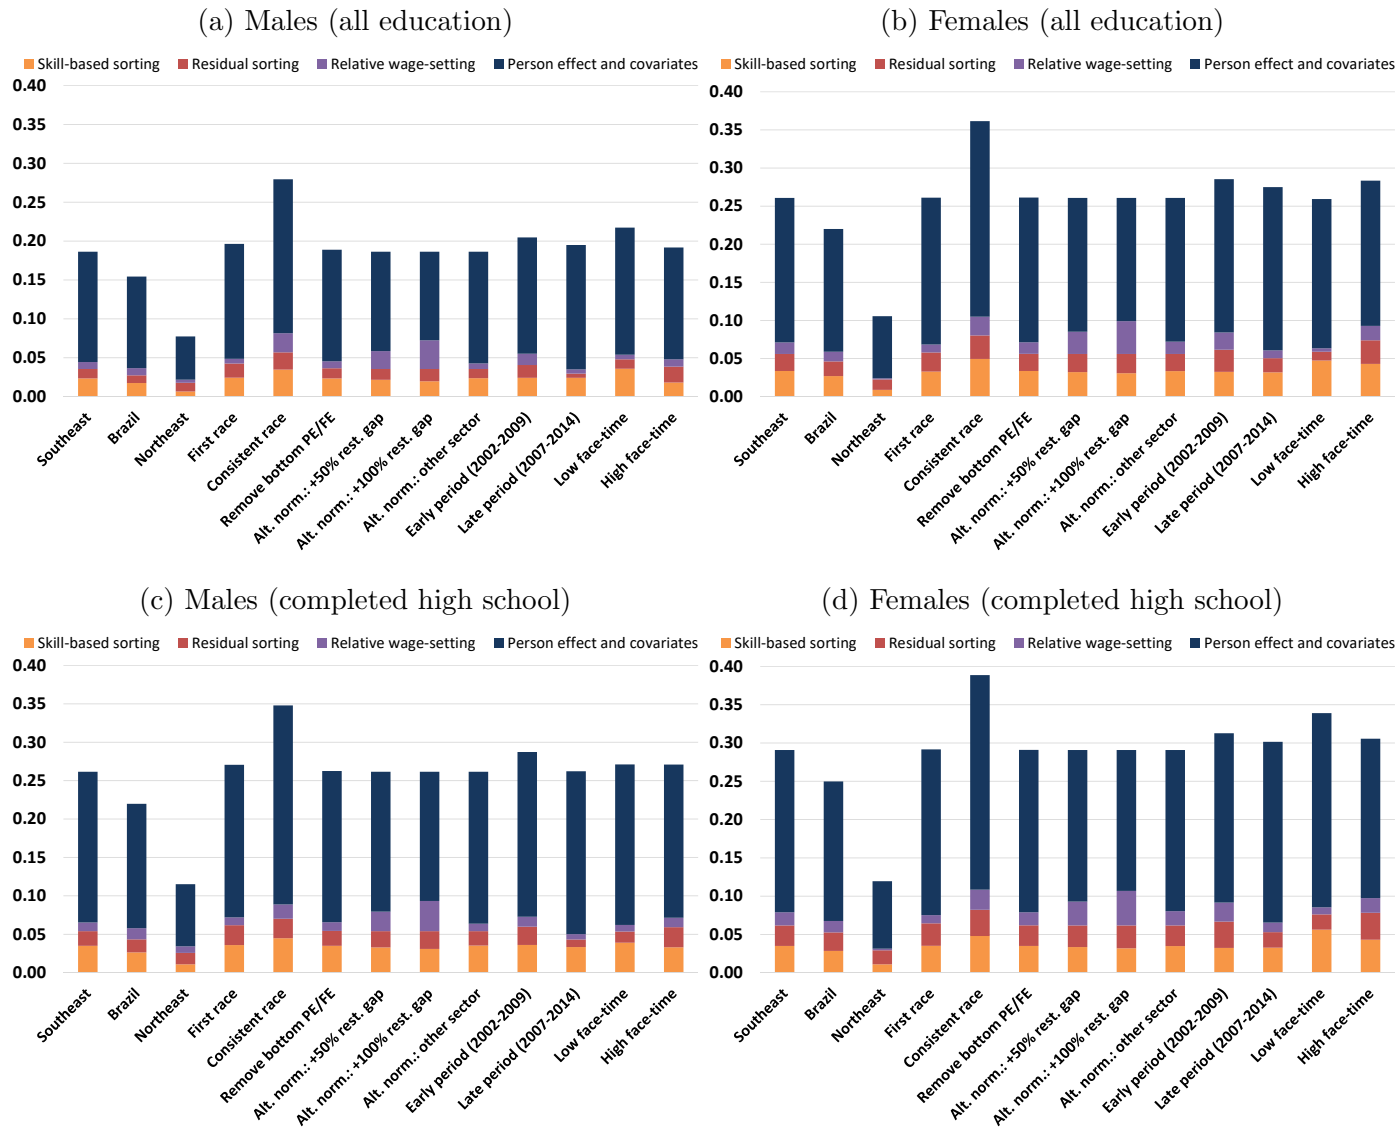 (a) Males (all education)
Skill-based sorting Residual sorting Relative wage-setting Person effect and covariates
0.40
0.35
0.30
0.25
0.20
0.15
0.10
0.05
0.00
Southeast
Brazil
Northeast
First race
Consistent race
Remove bottom PE/FE
Alt. norm.: +50% rest. gap
Alt. norm.: +100% rest. gap
Alt. norm.: other sector
Early period (2002-2009)
Late period (2007-2014)
Low face-time
High face-time
(b) Females (all education)
Skill-based sorting Residual sorting Relative wage-setting Person effect and covariates
0.40
0.35
0.30
0.25
0.20
0.15
0.10
0.05
0.00
Southeast
Brazil
Northeast
First race
Consistent race
Remove bottom PE/FE
Alt. norm.: +50% rest. gap
Alt. norm.: +100% rest. gap
Alt. norm.: other sector
Early period (2002-2009)
Late period (2007-2014)
Low face-time
High face-time
(c) Males (completed high school)
Skill-based sorting Residual sorting Relative wage-setting Person effect and covariates
0.40
0.35
0.30
0.25
0.20
0.15
0.10
0.05
0.00
Southeast
Brazil
Northeast
First race
Consistent race
Remove bottom PE/FE
Alt. norm.: +50% rest. gap
Alt. norm.: +100% rest. gap
Alt. norm.: other sector
Early period (2002-2009)
Late period (2007-2014)
Low face-time
High face-time
(d) Females (completed high school)
Skill-based sorting Residual sorting Relative wage-setting Person effect and covariates
0.40
0.35
0.30
0.25
0.20
0.15
0.10
0.05
0.00
Southeast
Brazil
Northeast
First race
Consistent race
Remove bottom PE/FE
Alt. norm.: +50% rest. gap
Alt. norm.: +100% rest. gap
Alt. norm.: other sector
Early period (2002-2009)
Late period (2007-2014)
Low face-time
High face-time